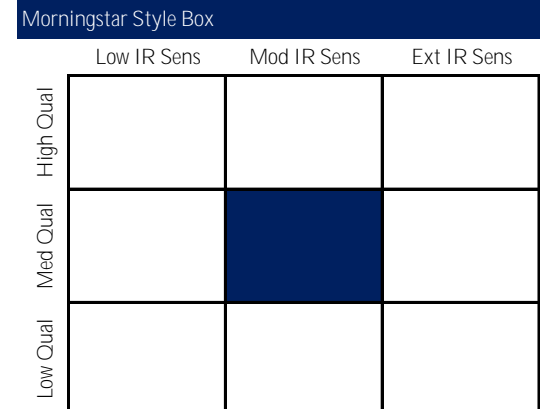 Morningstar Style Box
Low IR Sens Mod IR Sens Ext IR Sens
High Qual
Med Qual
Low Qual